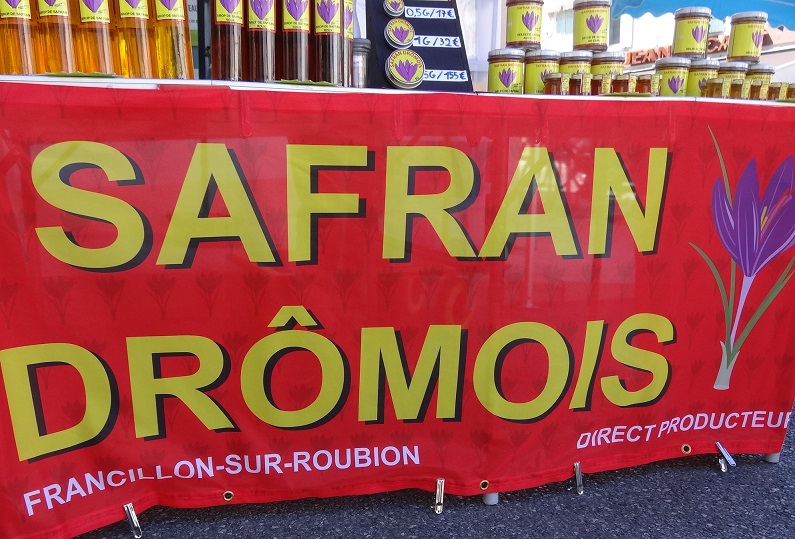 0,5G/17€
1G/32€
5G/155€
SAFRAN
DRÔMOIS
FRANCILLON-SUR-ROUBION
DIRECT PRODUCTEUR